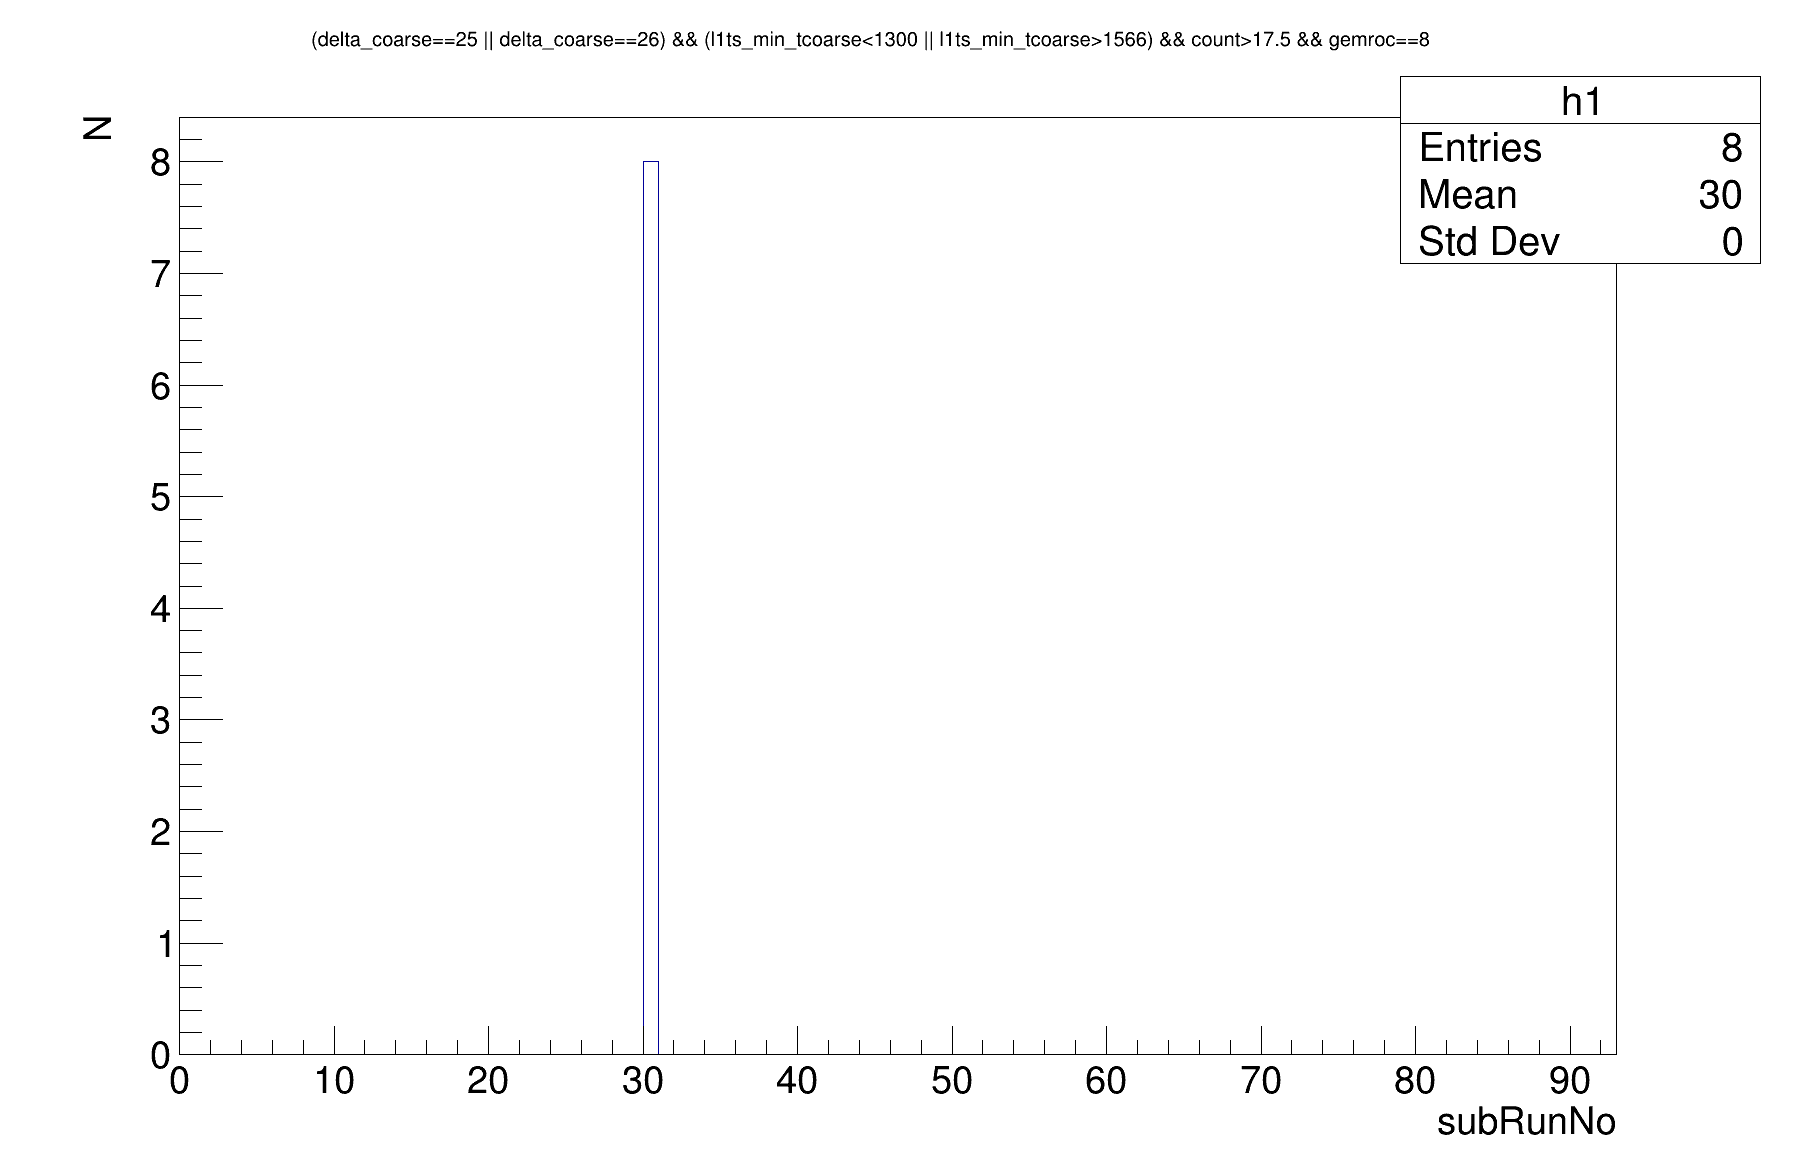 (delta_coarse==25 || delta_coarse==26) && (l1ts_min_tcoarse<1300 || l1ts_min_tcoarse>1566) && count>17.5 && gemroc==8
h1
Entries 8
Mean 30
Std Dev 0
N
8
7
6
5
4
3
2
1
0
0 10 20 30 40 50 60 70 80 90
subRunNo